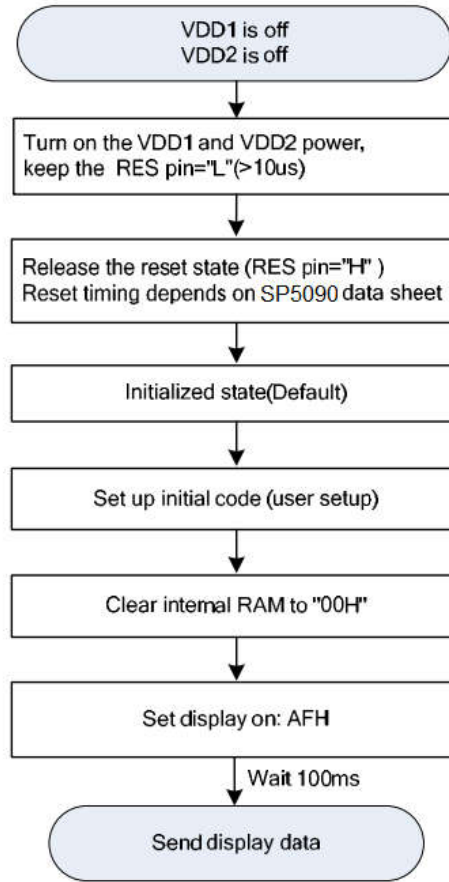 VDD1 is off
VDD2 is off
Turn on the VDD1 and VDD2 power,
keep the RES pin="L"(>10us)
Release the reset state (RES pin="H" )
Reset timing depends on SP5090 data sheet
Initialized state(Default)
Set up initial code (user setup)
Clear internal RAM to "00H"
Set display on: AFH
Wait 100ms
Send display data